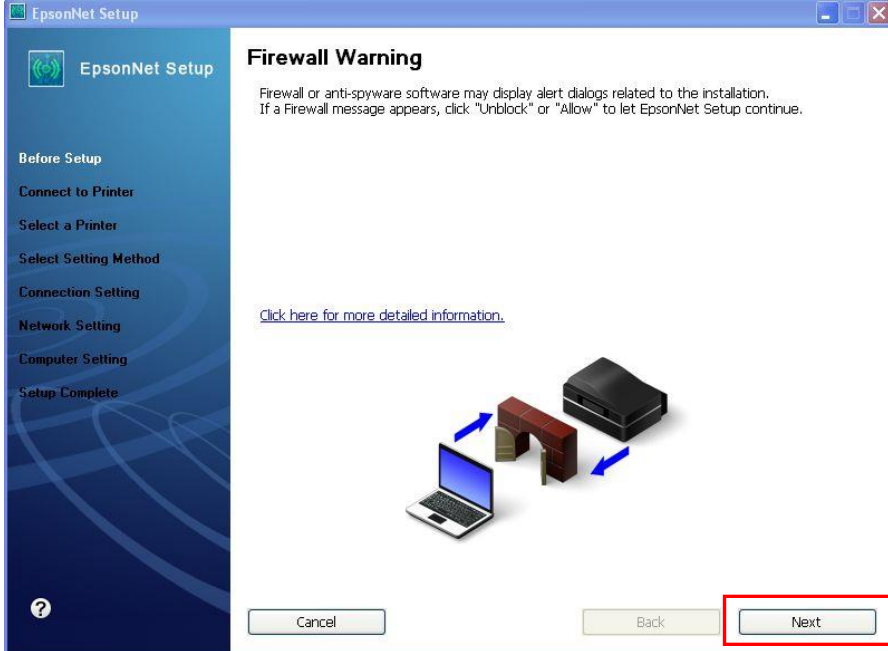 EpsonNet Setup
EpsonNet Setup
Before Setup
Connect to Printer
Select a Printer
Select Setting Method
Connection Setting
Network Setting
Computer Setting
Setup Complete
?
Firewall Warning
Firewall or anti-spyware software may display alert dialogs related to the installation.
If a Firewall message appears, click "Unblock" or "Allow" to let EpsonNet Setup continue.
Click here for more detailed information.
Cancel
Back
Next